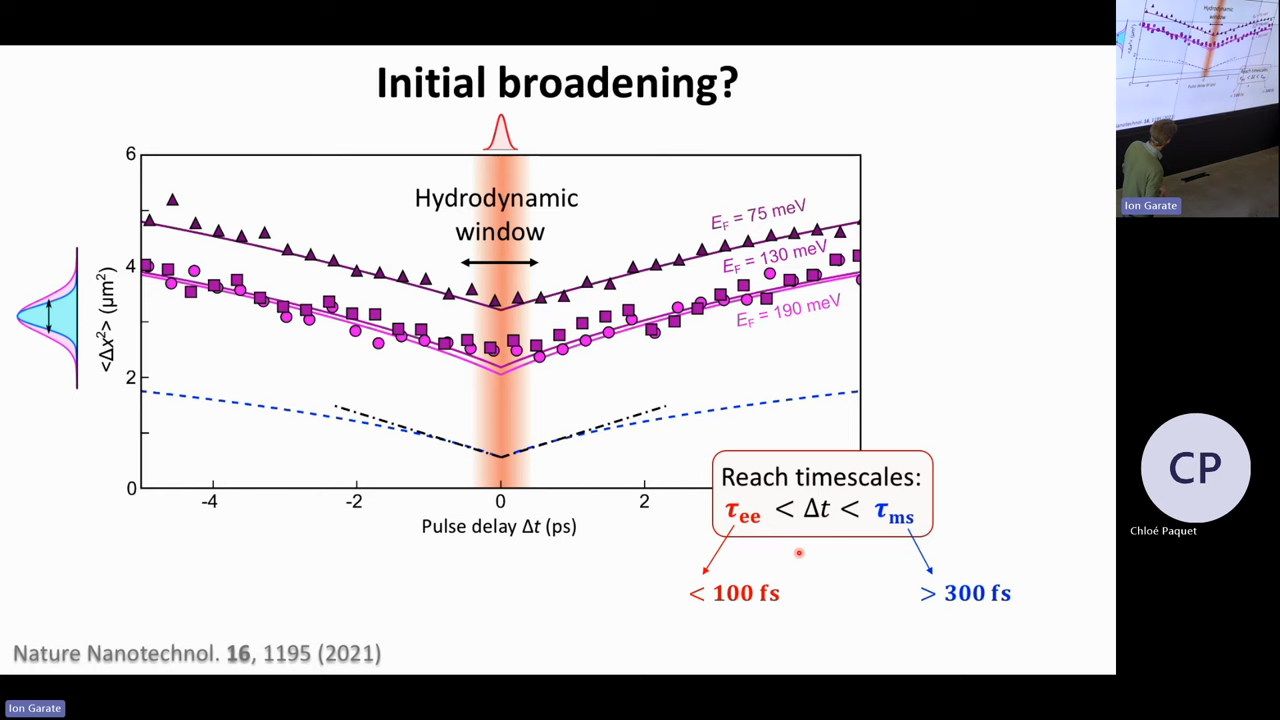 Initial broadening?
6
4
2
0
<Δx²> (μm²)
Hydrodynamic
window
E_F = 75 meV
E_F = 130 meV
E_F = 190 meV
-4
-2
0
2
Pulse delay Δt (ps)
Reach timescales:
τ_ee < Δt < τ_ms
< 100 fs
> 300 fs
Nature Nanotechnol. 16, 1195 (2021)
Ion Garate
Hydrodynamic
window
Ion Garate
CP
Chloé Paquet